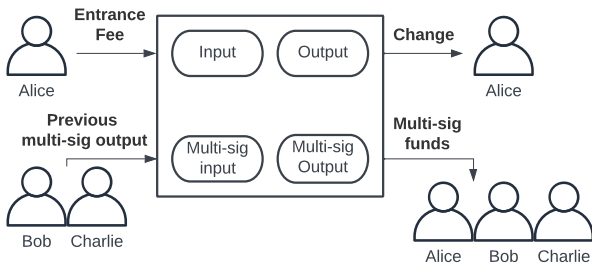 Entrance
Fee
Alice
Input
Output
Change
Alice
Previous
multi-sig output
Bob
Charlie
Multi-sig
input
Multi-sig
Output
Multi-sig
funds
Alice
Bob
Charlie